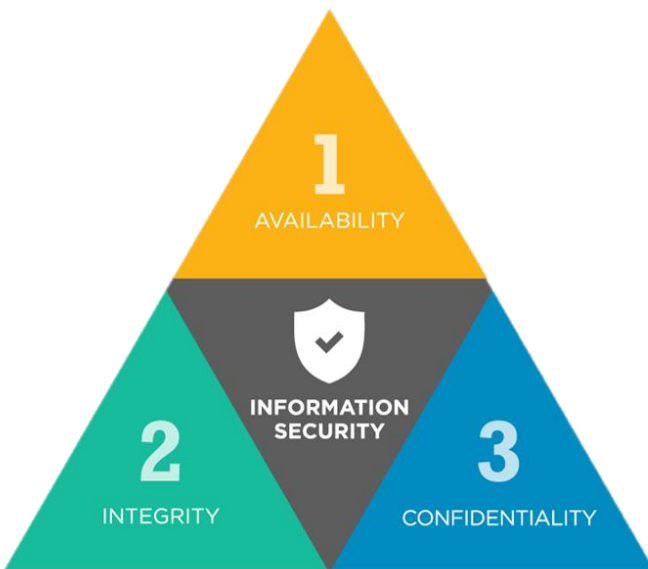 1
AVAILABILITY
INFORMATION
SECURITY
2
INTEGRITY
3
CONFIDENTIALITY